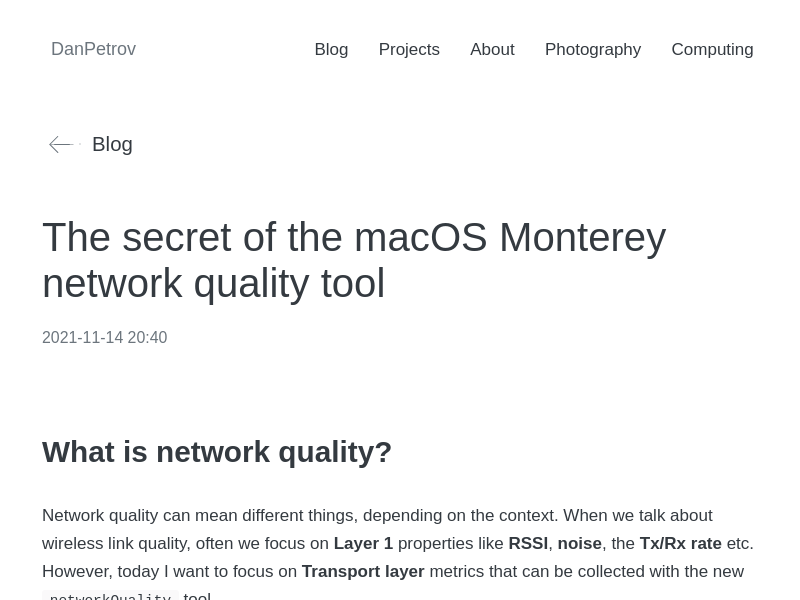 DanPetrov
Blog Projects About Photography Computing
Blog
The secret of the macOS Monterey
network quality tool
2021-11-14 20:40
What is network quality?
Network quality can mean different things, depending on the context. When we talk about
wireless link quality, often we focus on Layer 1 properties like RSSI, noise, the Tx/Rx rate etc.
However, today I want to focus on Transport layer metrics that can be collected with the new
networkQuality tool